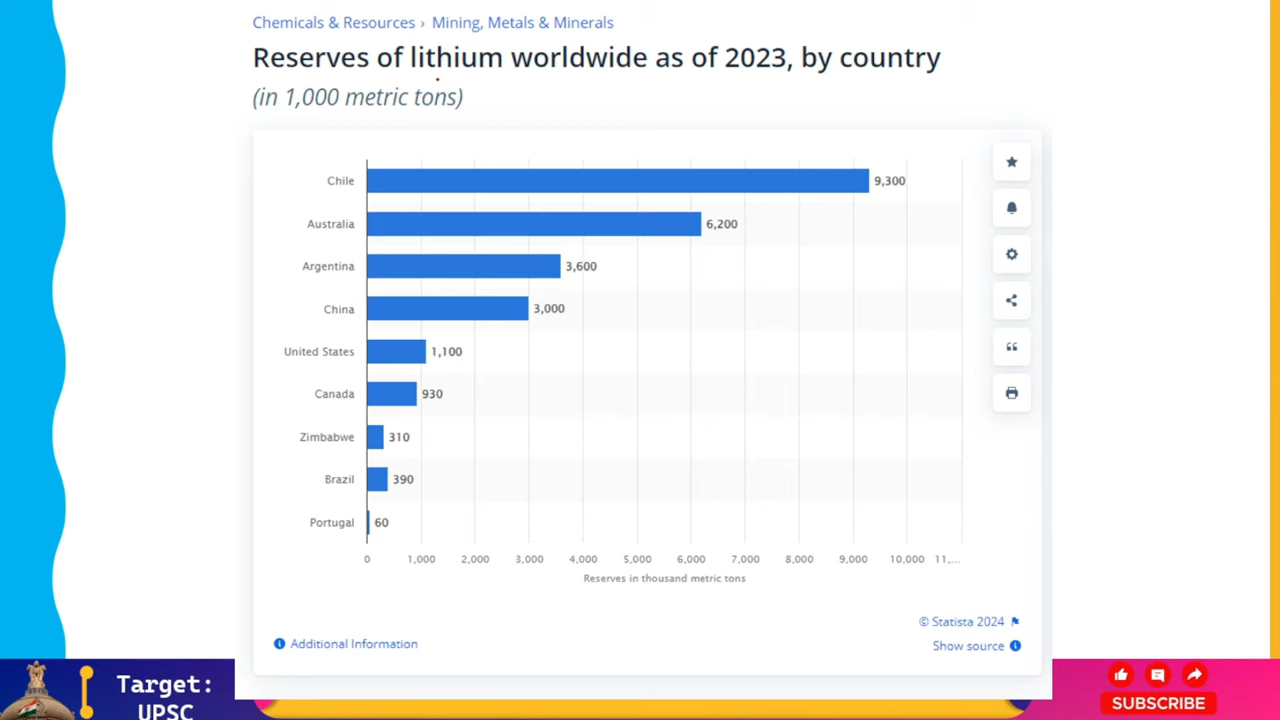 Chemicals & Resources › Mining, Metals & Minerals
Reserves of lithium worldwide as of 2023, by country
(in 1,000 metric tons)
Chile 9,300
Australia 6,200
Argentina 3,600
China 3,000
United States 1,100
Canada 930
Zimbabwe 310
Brazil 390
Portugal 60
0 1,000 2,000 3,000 4,000 5,000 6,000 7,000 8,000 9,000 10,000 11,...
Reserves in thousand metric tons
© Statista 2024
Additional Information
Show source
Target:
UPSC
SUBSCRIBE